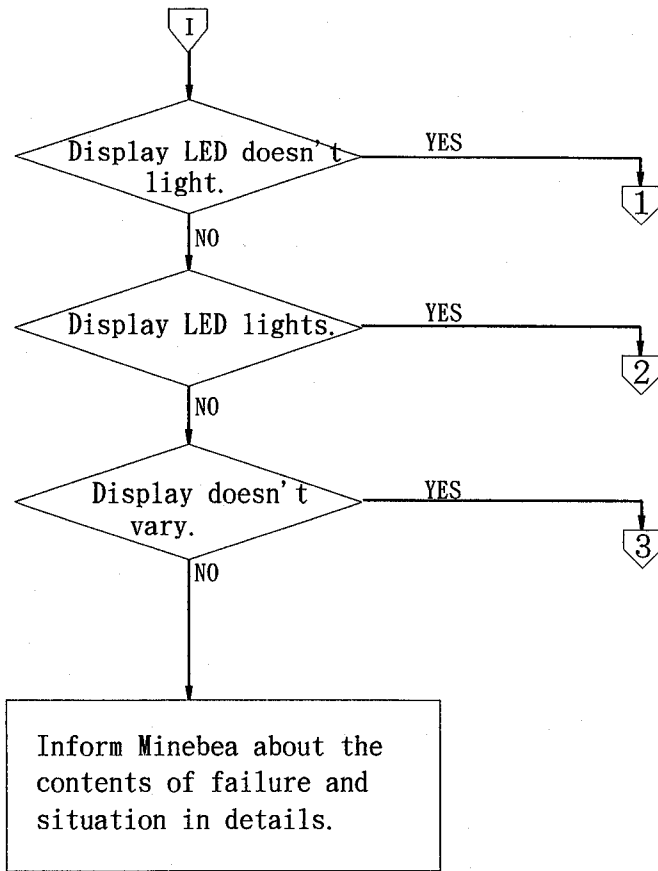 I
Display LED doesn't
light.
YES
1
NO
Display LED lights.
YES
2
NO
Display doesn't
vary.
YES
3
NO
Inform Minebea about the
contents of failure and
situation in details.